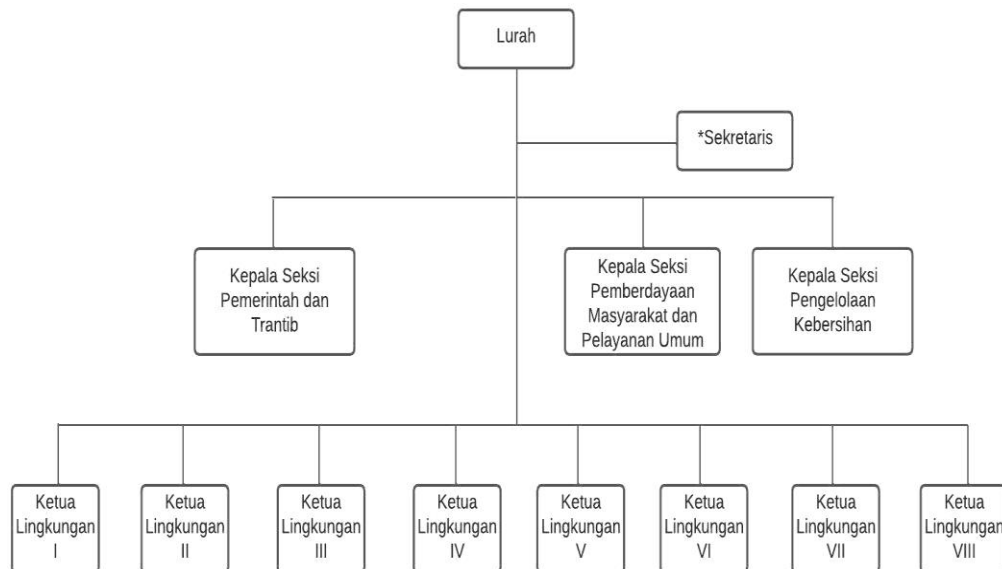 Lurah
*Sekretaris
Kepala Seksi
Pemerintah dan
Trantib
Kepala Seksi
Pemberdayaan
Masyarakat dan
Pelayanan Umum
Kepala Seksi
Pengelolaan
Kebersihan
Ketua
Lingkungan
I
Ketua
Lingkungan
II
Ketua
Lingkungan
III
Ketua
Lingkungan
IV
Ketua
Lingkungan
V
Ketua
Lingkungan
VI
Ketua
Lingkungan
VII
Ketua
Lingkungan
VIII